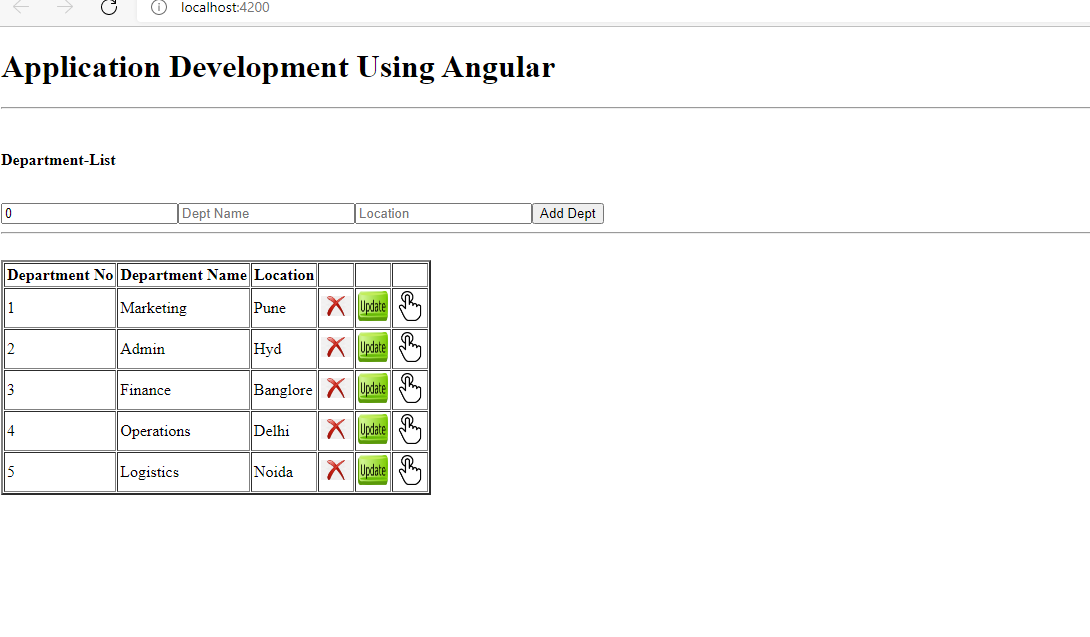 localhost:4200
Application Development Using Angular
Department-List
0 Dept Name Location Add Dept
Department No Department Name Location
1 Marketing Pune Update
2 Admin Hyd Update
3 Finance Banglore Update
4 Operations Delhi Update
5 Logistics Noida Update